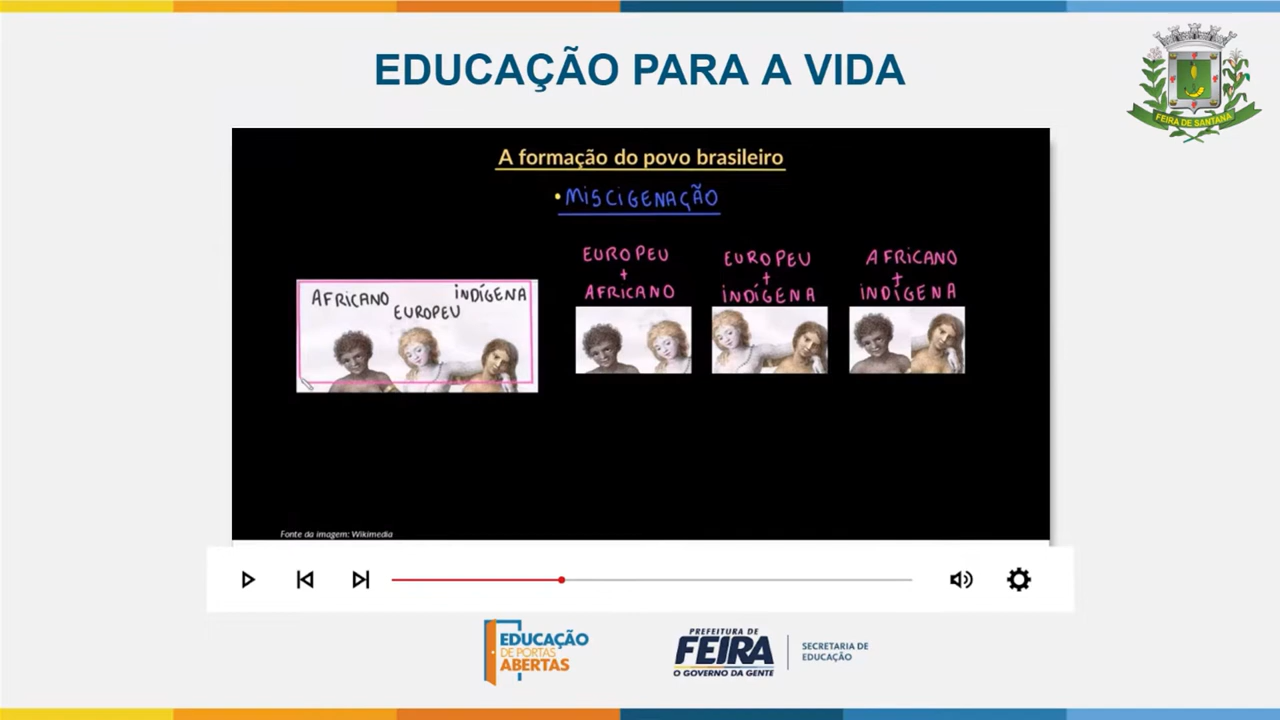 EDUCAÇÃO PARA A VIDA
FEIRA DE SANTANA
A formação do povo brasileiro
• MISCIGENAÇÃO
AFRICANO
EUROPEU
INDÍGENA
EUROPEU
+
AFRICANO
EUROPEU
+
INDÍGENA
AFRICANO
+
INDÍGENA
Fonte da imagem: Wikimedia
EDUCAÇÃO
DE PORTAS
ABERTAS
PREFEITURA DE
FEIRA
O GOVERNO DA GENTE
SECRETARIA DE
EDUCAÇÃO